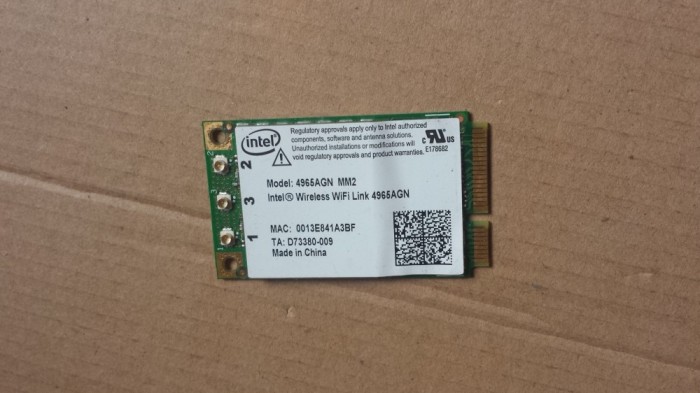 intel
Regulatory approvals apply only to Intel authorized
components, software and antenna solutions.
Unauthorized installations or modifications will
void regulatory approvals and product warranties.
c UR US
E178682
Model: 4965AGN MM2
Intel® Wireless WiFi Link 4965AGN
MAC: 0013E841A3BF
TA: D73380-009
Made in China
2
3
1